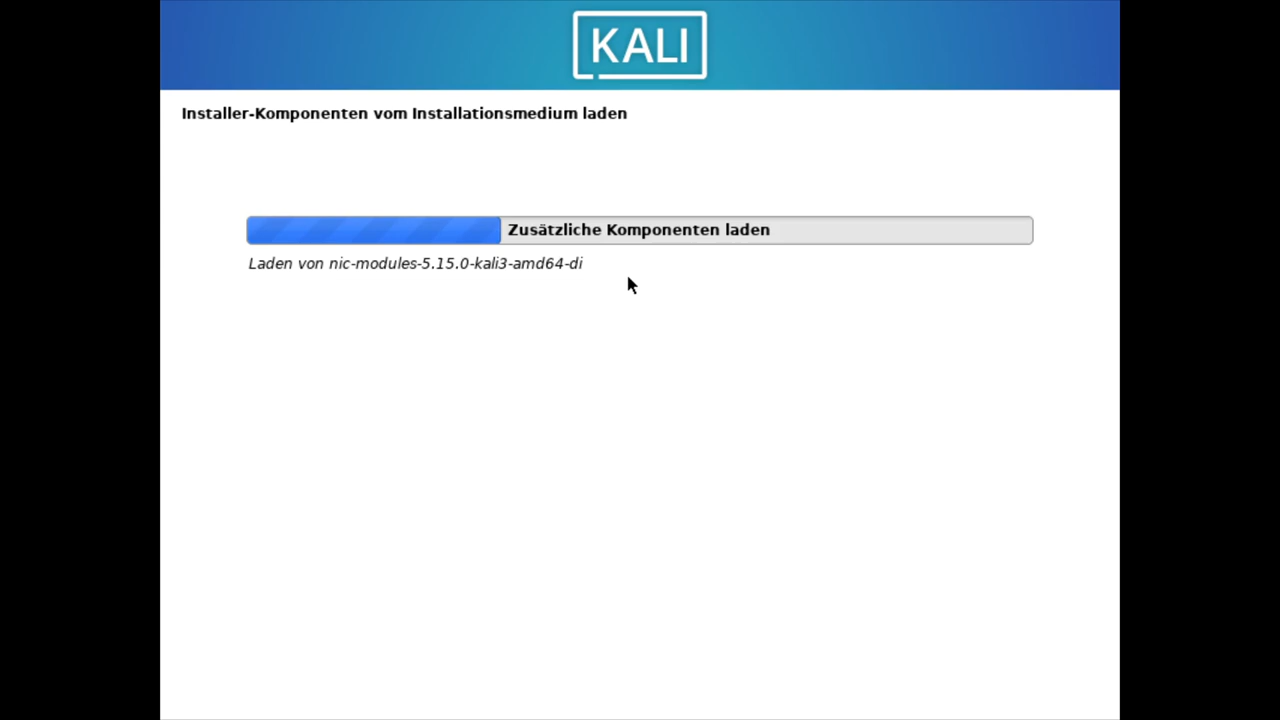 KALI
Installer-Komponenten vom Installationsmedium laden
Zusätzliche Komponenten laden
Laden von nic-modules-5.15.0-kali3-amd64-di